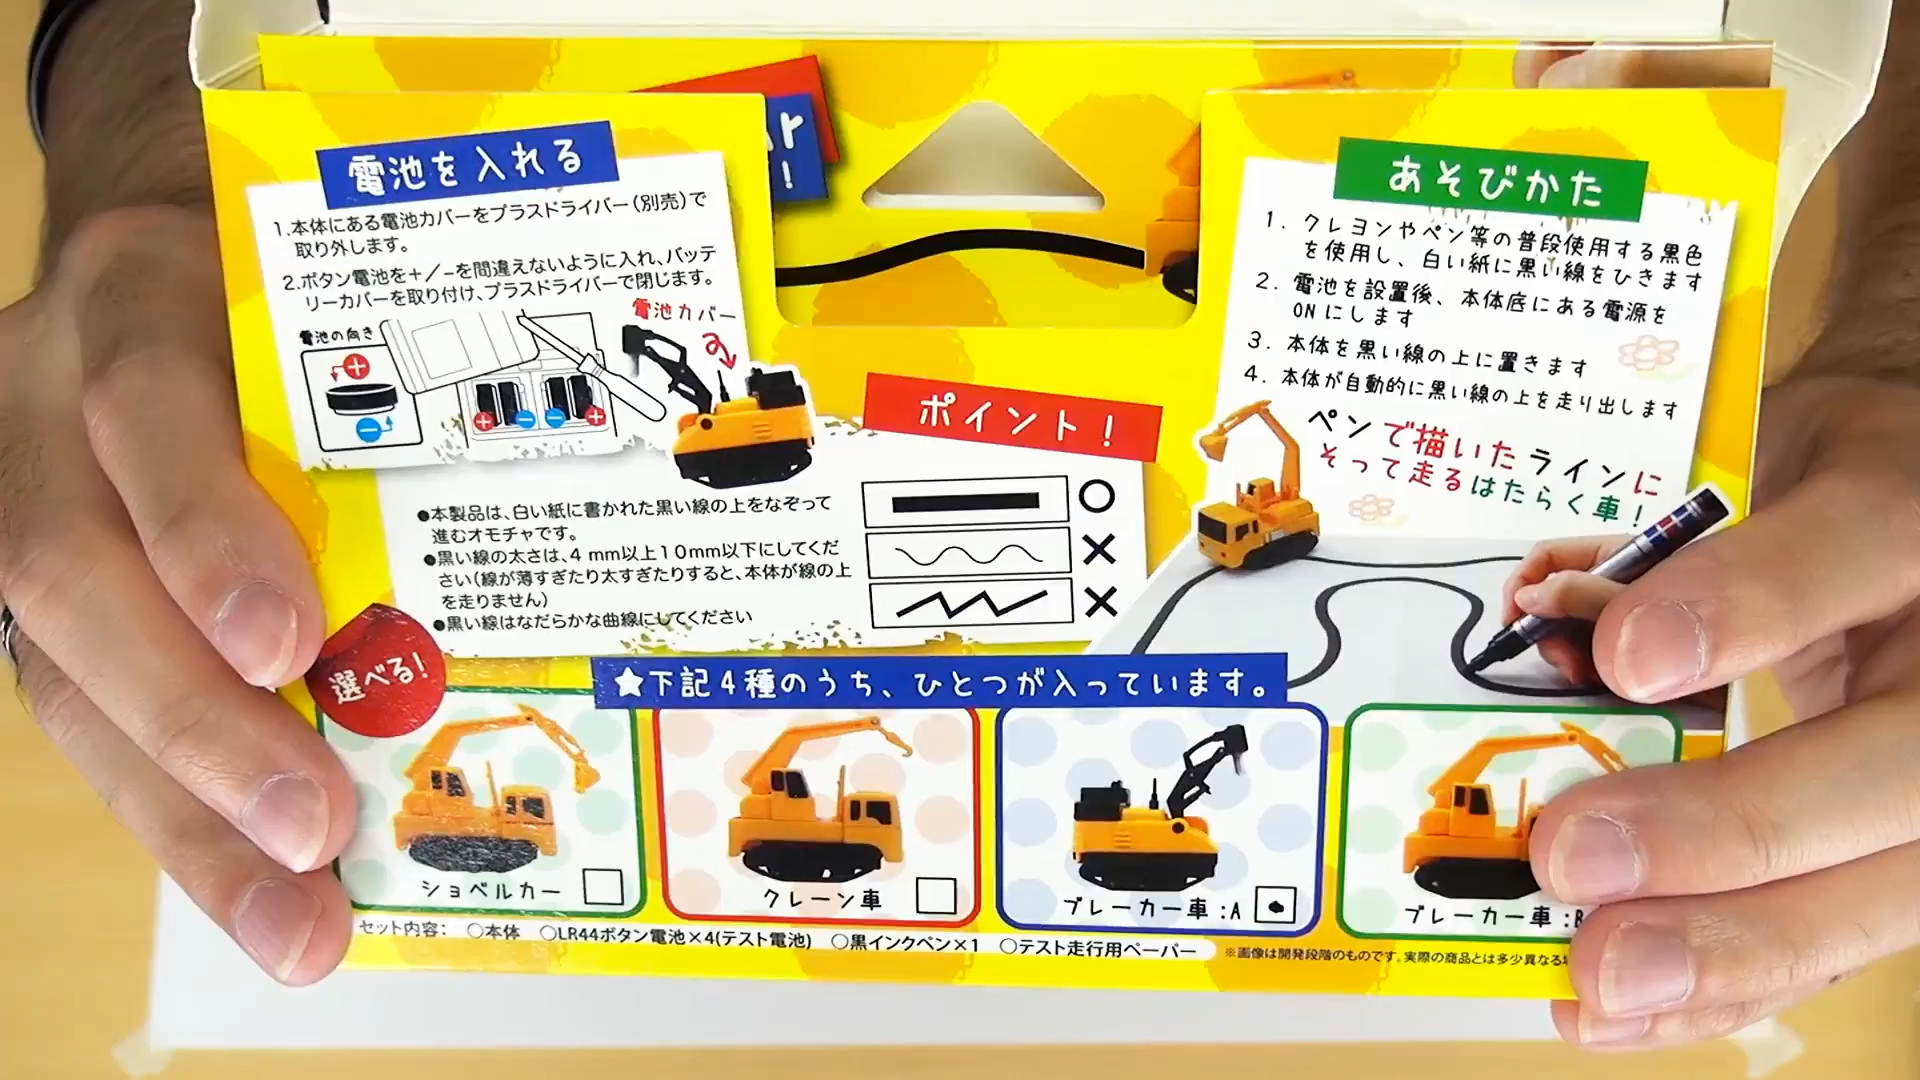 電池を入れる
1.本体にある電池カバーをプラスドライバー(別売)で
取り外します。
2.ボタン電池を+/-を間違えないように入れ、バッテ
リーカバーを取り付け、プラスドライバーで閉じます。
電池の向き
電池カバー
+
-
+ - - +
r
!
あそびかた
1. クレヨンやペン等の普段使用する黒色
を使用し、白い紙に黒い線をひきます
2. 電池を設置後、本体底にある電源を
ONにします
3. 本体を黒い線の上に置きます
4. 本体が自動的に黒い線の上を走り出します
ペンで描いたラインに
そって走るはたらく車!
ポイント!
●本製品は、白い紙に書かれた黒い線の上をなぞって
進むオモチャです。
●黒い線の太さは、4 mm以上10mm以下にしてくだ
さい(線が薄すぎたり太すぎたりすると、本体が線の上
を走りません)
●黒い線はなだらかな曲線にしてください
選べる!
★下記4種のうち、ひとつが入っています。
ショベルカー
クレーン車
ブレーカー車:A
ブレーカー車:B
セット内容: ○本体 ○LR44ボタン電池×4(テスト電池) ○黒インクペン×1 ○テスト走行用ペーパー
※画像は開発段階のものです。実際の商品とは多少異なる